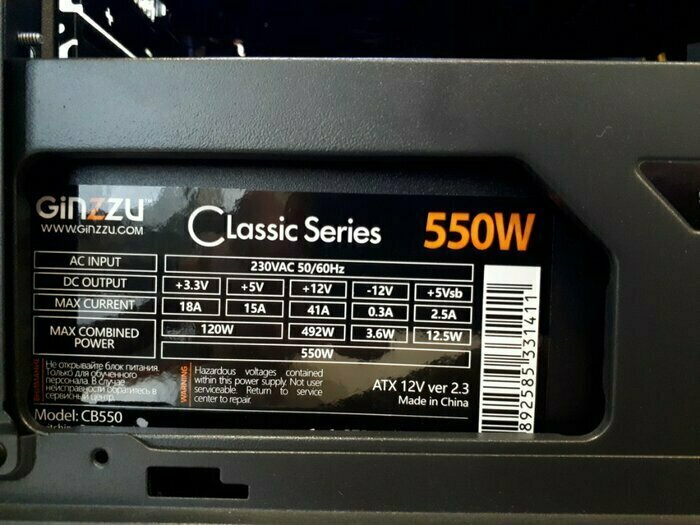 GiNZZU
WWW.GiNZZU.COM
CLassic Series
550W
AC INPUT 230VAC 50/60Hz
DC OUTPUT +3.3V +5V +12V -12V +5Vsb
MAX CURRENT 18A 15A 41A 0.3A 2.5A
MAX COMBINED POWER 120W 492W 3.6W 12.5W
550W
Не открывайте блок питания.
Только для обученного
персонала. В случае
неисправности обратитесь в
сервисный центр.
WARNING
Hazardous voltages contained
within this power supply. Not user
serviceable. Return to service
center to repair.
ATX 12V ver 2.3
Made in China
Model: CB550
8925853314​11